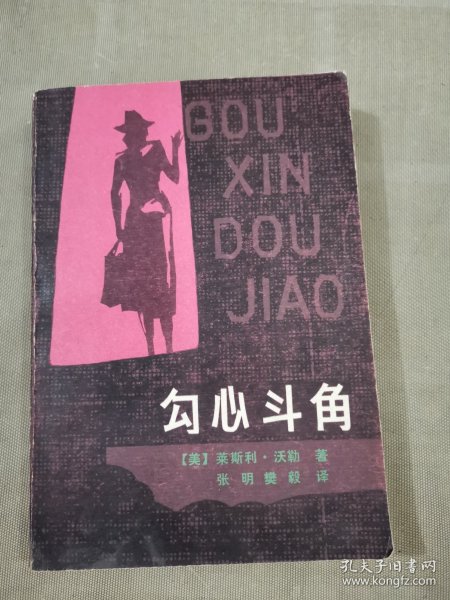 GOU
XIN
DOU
JIAO
勾心斗角
【美】莱斯利·沃勒 著
张明樊毅 译
孔夫子旧书网
www.kongfz.com